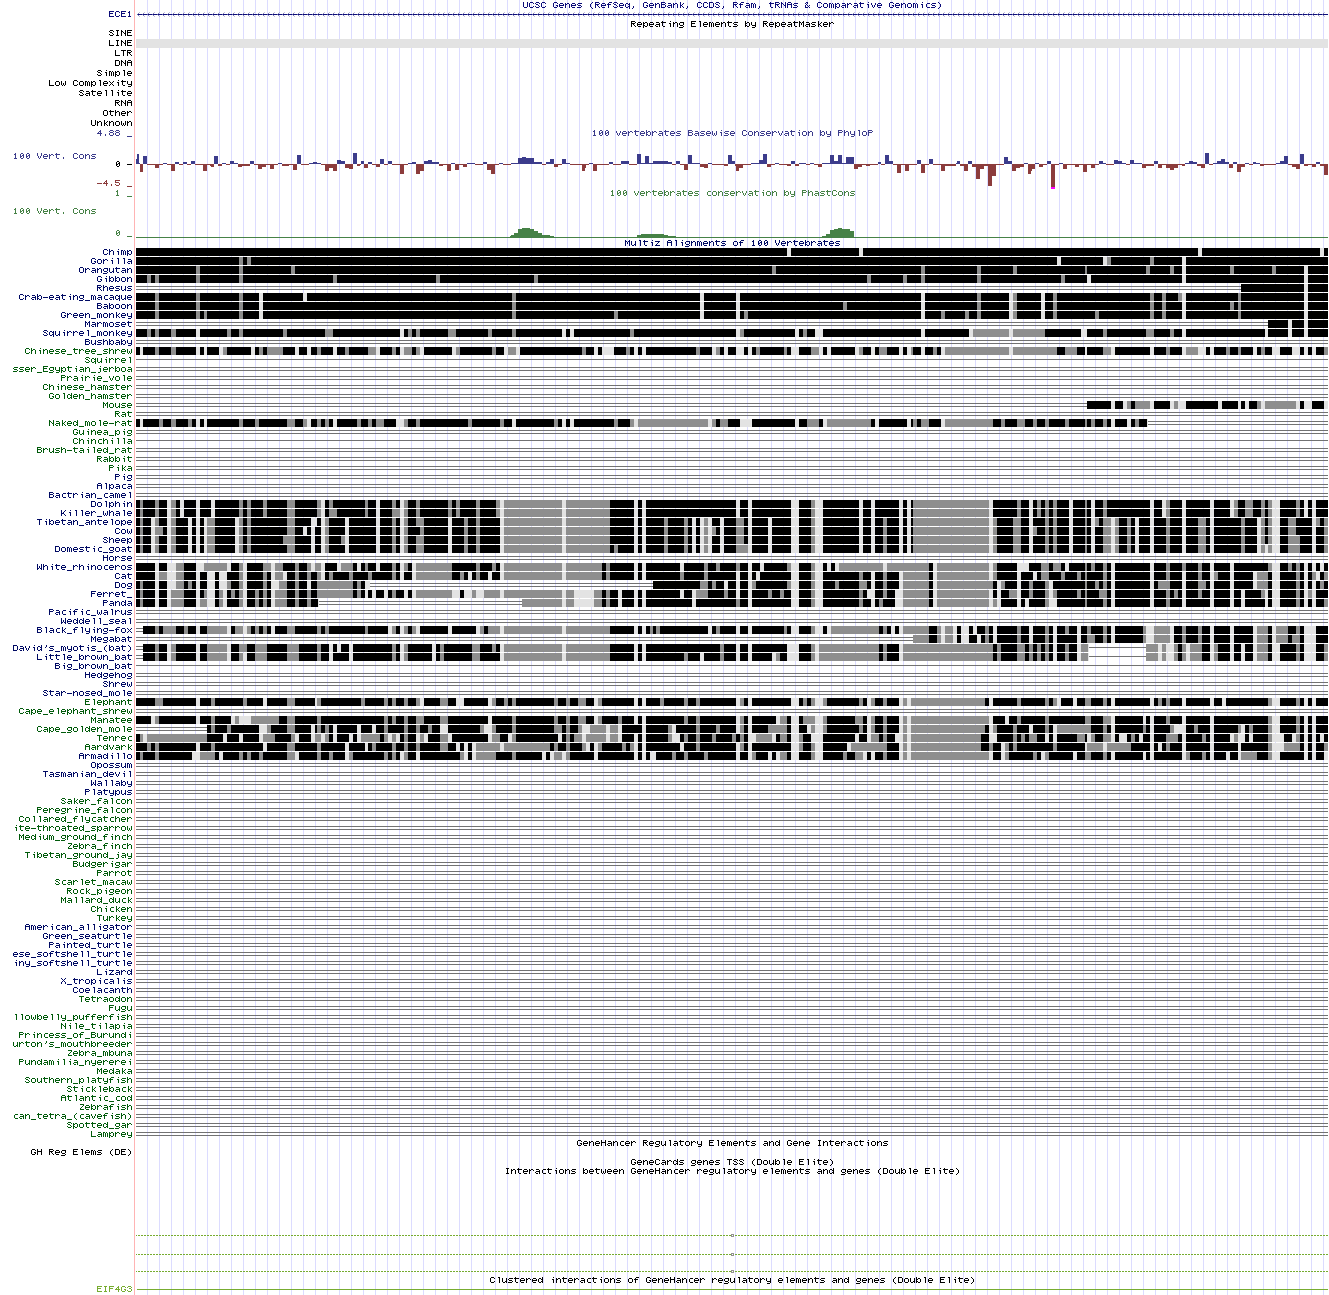 UCSC Genes (RefSeq, GenBank, CCDS, Rfam, tRNAs & Comparative Genomics)
ECE1
Repeating Elements by RepeatMasker
SINE
LINE
LTR
DNA
Simple
Low Complexity
Satellite
RNA
Other
Unknown
4.88 _
100 vertebrates Basewise Conservation by PhyloP
100 Vert. Cons
0 _
-4.5 _
100 vertebrates conservation by PhastCons
1 _
100 Vert. Cons
0 _
Multiz Alignments of 100 Vertebrates
Chimp
Gorilla
Orangutan
Gibbon
Rhesus
Crab-eating_macaque
Baboon
Green_monkey
Marmoset
Squirrel_monkey
Bushbaby
Chinese_tree_shrew
Squirrel
sser_Egyptian_jerboa
Prairie_vole
Chinese_hamster
Golden_hamster
Mouse
Rat
Naked_mole-rat
Guinea_pig
Chinchilla
Brush-tailed_rat
Rabbit
Pika
Pig
Alpaca
Bactrian_camel
Dolphin
Killer_whale
Tibetan_antelope
Cow
Sheep
Domestic_goat
Horse
White_rhinoceros
Cat
Dog
Ferret_
Panda
Pacific_walrus
Weddell_seal
Black_flying-fox
Megabat
David's_myotis_(bat)
Little_brown_bat
Big_brown_bat
Hedgehog
Shrew
Star-nosed_mole
Elephant
Cape_elephant_shrew
Manatee
Cape_golden_mole
Tenrec
Aardvark
Armadillo
Opossum
Tasmanian_devil
Wallaby
Platypus
Saker_falcon
Peregrine_falcon
Collared_flycatcher
ite-throated_sparrow
Medium_ground_finch
Zebra_finch
Tibetan_ground_jay
Budgerigar
Parrot
Scarlet_macaw
Rock_pigeon
Mallard_duck
Chicken
Turkey
American_alligator
Green_seaturtle
Painted_turtle
ese_softshell_turtle
iny_softshell_turtle
Lizard
X_tropicalis
Coelacanth
Tetraodon
Fugu
llowbelly_pufferfish
Nile_tilapia
Princess_of_Burundi
urton's_mouthbreeder
Zebra_mbuna
Pundamilia_nyererei
Medaka
Southern_platyfish
Stickleback
Atlantic_cod
Zebrafish
can_tetra_(cavefish)
Spotted_gar
Lamprey
GeneHancer Regulatory Elements and Gene Interactions
GH Reg Elems (DE)
GeneCards genes TSS (Double Elite)
Interactions between GeneHancer regulatory elements and genes (Double Elite)
Clustered interactions of GeneHancer regulatory elements and genes (Double Elite)
EIF4G3